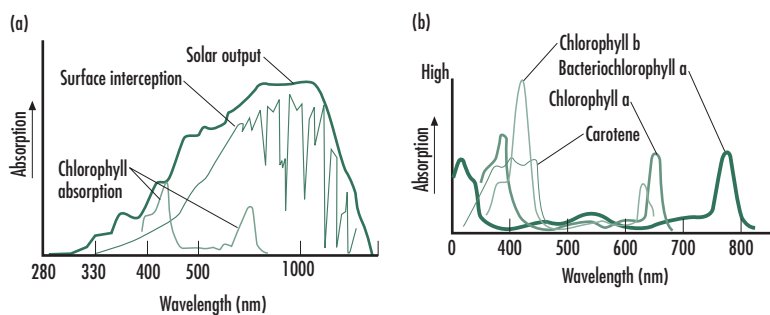 (a)
Solar output
Surface interception
Chlorophyll
absorption
Absorption
280 330 400 500 1000
Wavelength (nm)
(b)
Chlorophyll b
High
Bacteriochlorophyll a
Chlorophyll a
Carotene
Absorption
0 400 500 600 700 800
Wavelength (nm)